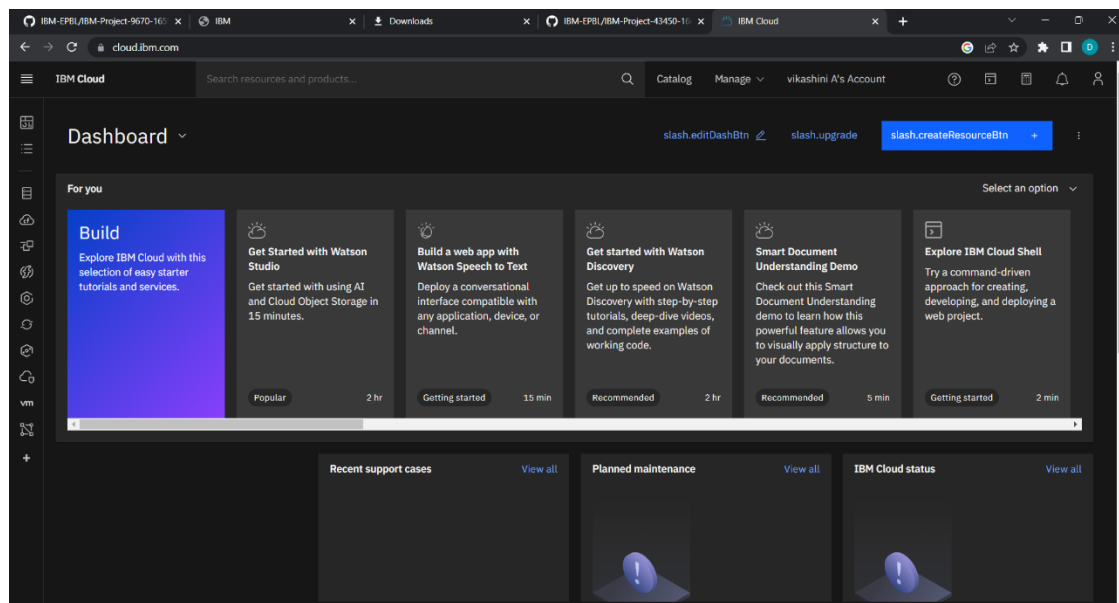 IBM-EPBL/IBM-Project-9670-165
IBM
Downloads
IBM-EPBL/IBM-Project-43450-16
IBM Cloud
cloud.ibm.com
D
IBM Cloud
Search resources and products...
Catalog
Manage
vikashini A's Account
Dashboard
slash.editDashBtn
slash.upgrade
slash.createResourceBtn +
For you
Select an option
Build
Explore IBM Cloud with this
selection of easy starter
tutorials and services.
Get Started with Watson
Studio
Get started with using AI
and Cloud Object Storage in
15 minutes.
Popular
2 hr
Build a web app with
Watson Speech to Text
Deploy a conversational
interface compatible with
any application, device, or
channel.
Getting started
15 min
Get started with Watson
Discovery
Get up to speed on Watson
Discovery with step-by-step
tutorials, deep-dive videos,
and complete examples of
working code.
Recommended
2 hr
Smart Document
Understanding Demo
Check out this Smart
Document Understanding
demo to learn how this
powerful feature allows you
to visually apply structure to
your documents.
Recommended
5 min
Explore IBM Cloud Shell
Try a command-driven
approach for creating,
developing, and deploying a
web project.
Getting started
2 min
vm
Recent support cases
View all
Planned maintenance
View all
IBM Cloud status
View all